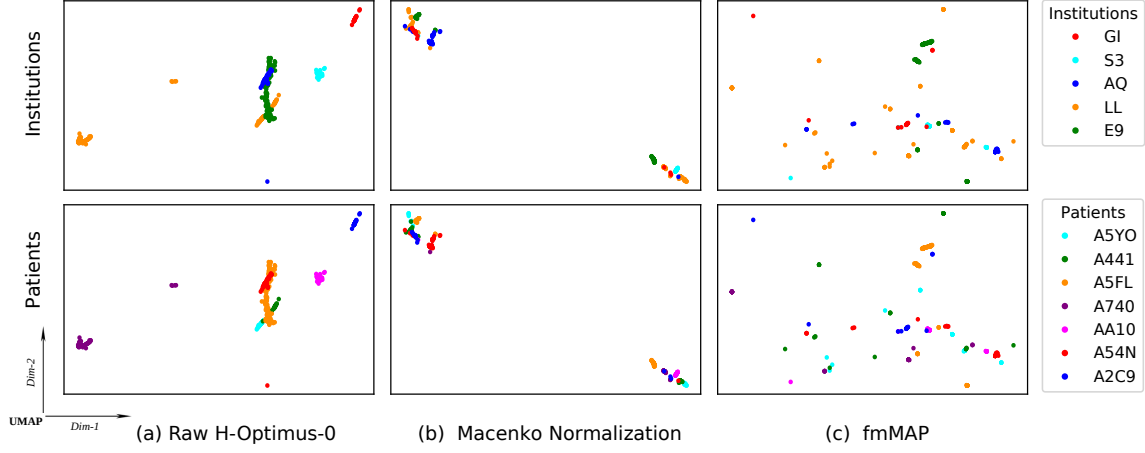 Institutions
Institutions
GI
S3
AQ
LL
E9
Patients
Patients
A5YO
A441
A5FL
A740
AA10
A54N
A2C9
Dim-2
UMAP
Dim-1
(a) Raw H-Optimus-0
(b) Macenko Normalization
(c) fmMAP